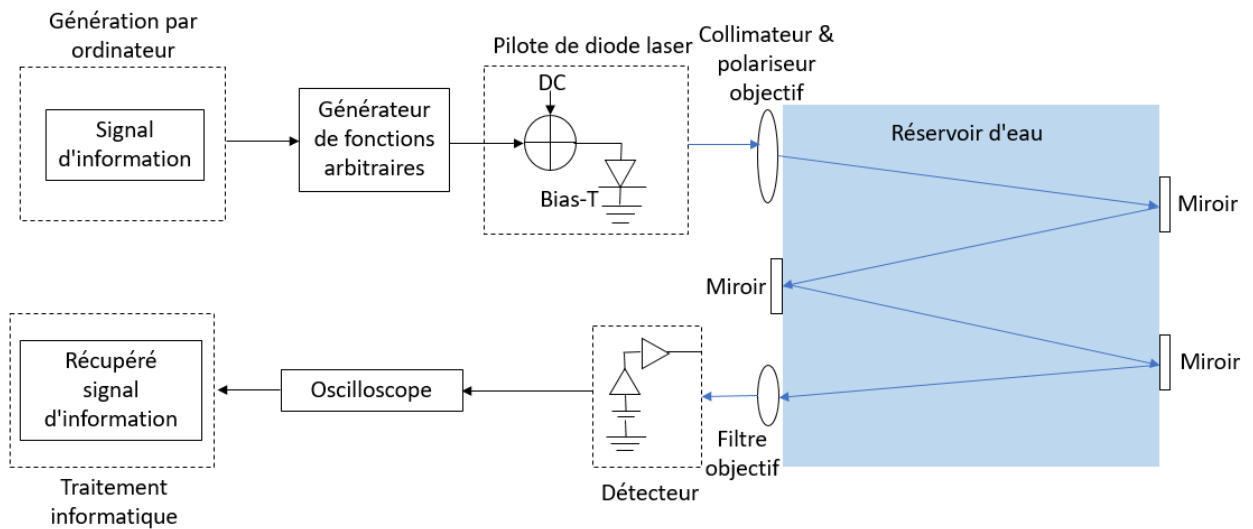 Génération par
ordinateur
Signal
d'information
Générateur
de fonctions
arbitraires
Pilote de diode laser
DC
Bias-T
Collimateur &
polariseur
objectif
Réservoir d'eau
Miroir
Miroir
Miroir
Filtre
objectif
Détecteur
Oscilloscope
Récupéré
signal
d'information
Traitement
informatique